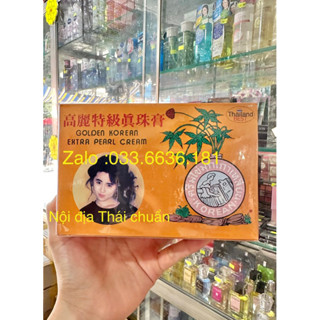 Thailand
高麗特級眞珠膏
GOLDEN KOREAN
EXTRA PEARL CREAM
Zalo :033.6636.181
Nội địa Thái chuẩn